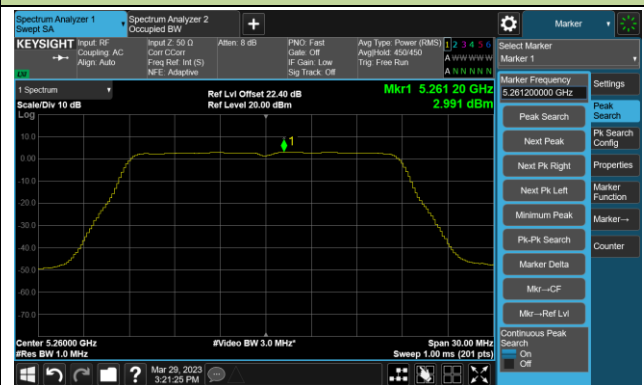 Spectrum Analyzer 1
Swept SA
Spectrum Analyzer 2
Occupied BW
Marker
KEYSIGHT
Input: RF
Coupling: AC
Align: Auto
Input Z: 50 Ω
Corr CCorr
Freq Ref: Int (S)
NFE: Adaptive
Atten: 8 dB
PNO: Fast
Gate: Off
IF Gain: Low
Sig Track: Off
Avg Type: Power (RMS)
Avg|Hold: 450/450
Trig: Free Run
1 2 3 4 5 6
A W W W W W
A N N N N N
Select Marker
Marker 1
1 Spectrum
Scale/Div 10 dB
Log
Ref Lvl Offset 22.40 dB
Ref Level 20.00 dBm
Mkr1 5.261 20 GHz
2.991 dBm
1
10.0
0.00
-10.0
-20.0
-30.0
-40.0
-50.0
-60.0
-70.0
Center 5.26000 GHz
#Res BW 1.0 MHz
#Video BW 3.0 MHz*
Span 30.00 MHz
Sweep 1.00 ms (201 pts)
Marker Frequency
5.261200000 GHz
Peak Search
Next Peak
Next Pk Right
Next Pk Left
Minimum Peak
Pk-Pk Search
Marker Delta
Mkr→CF
Mkr→Ref Lvl
Continuous Peak
Search
On
Off
Settings
Peak
Search
Pk Search
Config
Properties
Marker
Function
Marker→
Counter
Mar 29, 2023
3:21:25 PM